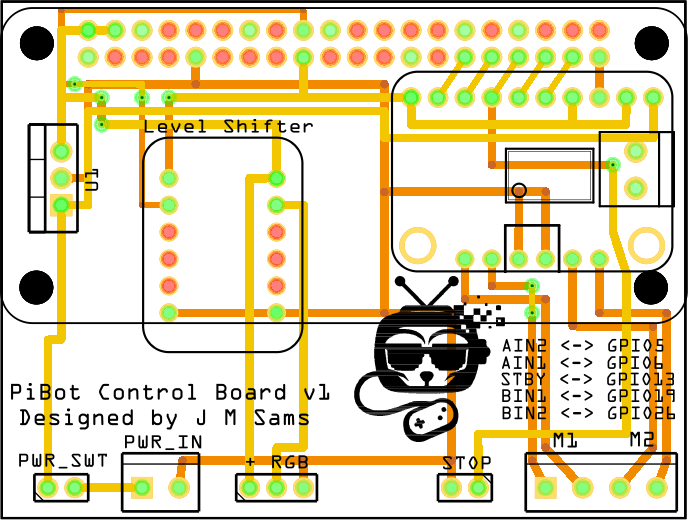 Level Shifter
U1
AIN2 <-> GPIO5
AIN1 <-> GPIO6
STBY <-> GPIO13
BIN1 <-> GPIO19
BIN2 <-> GPIO26
PiBot Control Board v1
Designed by J M Sams
PWR_SWT
PWR_IN
+ RGB
STOP
M1
M2